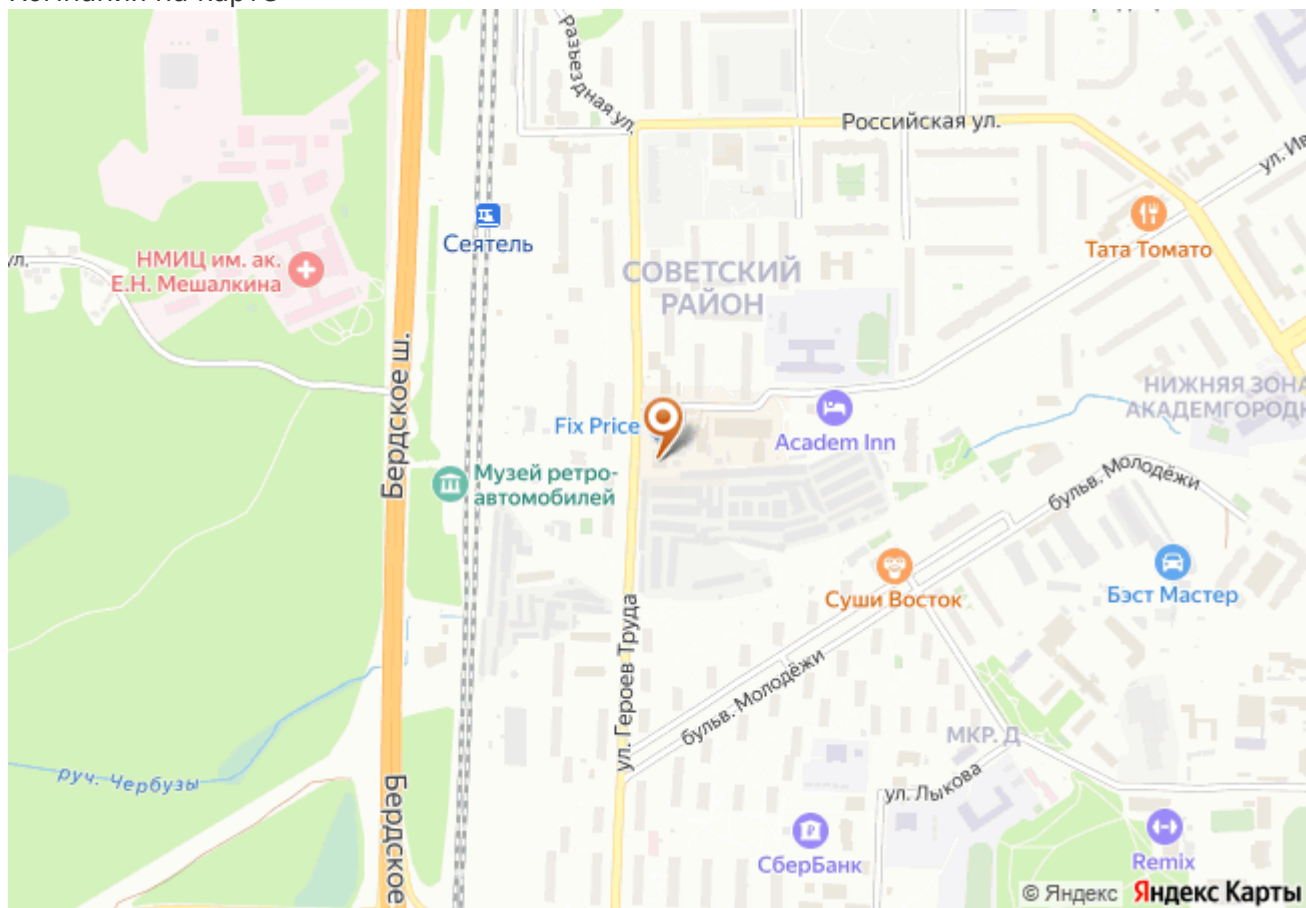 Разъездная ул.
Российская ул.
ул. Ив
Тата Томато
Сеятель
ул.
НМИЦ им. ак.
Е.Н. Мешалкина
СОВЕТСКИЙ
РАЙОН
Бердское ш.
НИЖНЯЯ ЗОНА
АКАДЕМГОРОДК
Fix Price
Academ Inn
Музей ретро-
автомобилей
бульв. Молодёжи
Суши Восток
Бэст Мастер
ул. Героев Труда
бульв. Молодёжи
МКР. Д
руч. Чербузы
ул. Лыкова
Бердское
СберБанк
Remix
© Яндекс Яндекс Карты